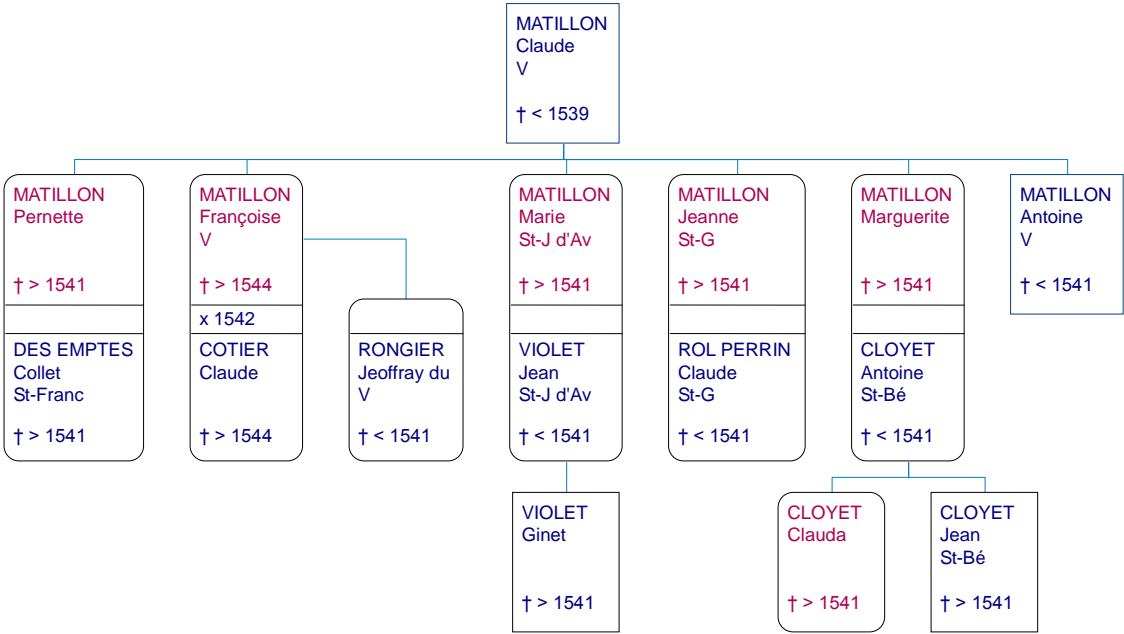 MATILLON
Claude
V
† < 1539
MATILLON
Pernette
† > 1541
DES EMPTES
Collet
St-Franc
† > 1541
MATILLON
Françoise
V
† > 1544
x 1542
COTIER
Claude
† > 1544
RONGIER
Jeoffray du
V
† < 1541
MATILLON
Marie
St-J d'Av
† > 1541
VIOLET
Jean
St-J d'Av
† < 1541
MATILLON
Jeanne
St-G
† > 1541
ROL PERRIN
Claude
St-G
† < 1541
MATILLON
Marguerite
† > 1541
CLOYET
Antoine
St-Bé
† < 1541
MATILLON
Antoine
V
† < 1541
VIOLET
Ginet
† > 1541
CLOYET
Clauda
† > 1541
CLOYET
Jean
St-Bé
† > 1541